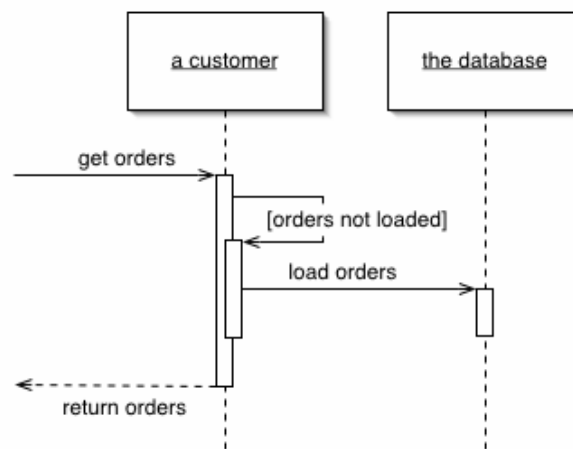 a customer
the database
get orders
[orders not loaded]
load orders
return orders